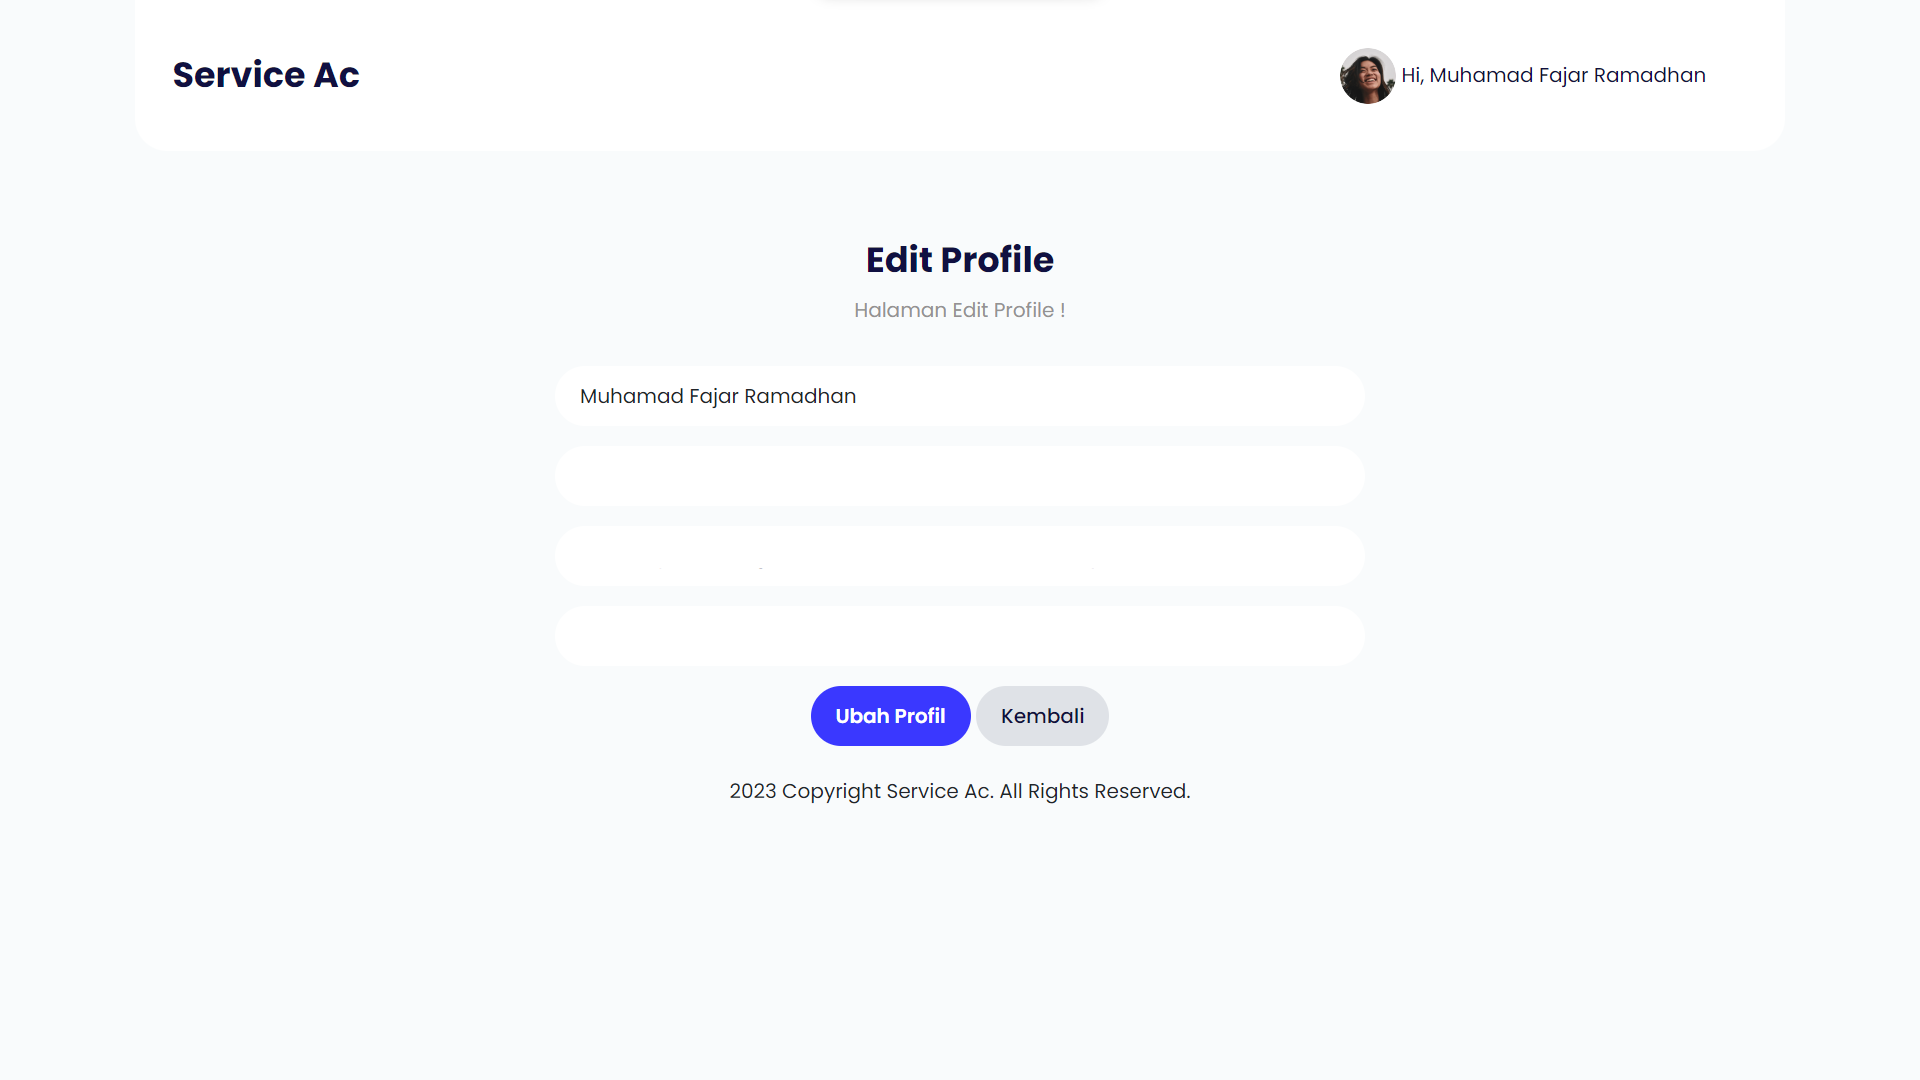 Service Ac
Hi, Muhamad Fajar Ramadhan
Edit Profile
Halaman Edit Profile !
Muhamad Fajar Ramadhan
Ubah Profil
Kembali
2023 Copyright Service Ac. All Rights Reserved.